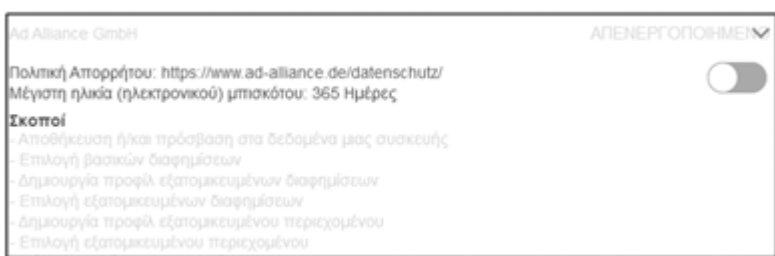 Ad Alliance GmbH ΑΠΕΝΕΡΓΟΠΟΙΗΜΕΝΟ
Πολιτική Απορρήτου: https://www.ad-alliance.de/datenschutz/
Μέγιστη ηλικία (ηλεκτρονικού) μπισκότου: 365 Ημέρες
Σκοποί
- Αποθήκευση ή/και πρόσβαση στα δεδομένα μιας συσκευής
- Επιλογή βασικών διαφημίσεων
- Δημιουργία προφίλ εξατομικευμένων διαφημίσεων
- Επιλογή εξατομικευμένων διαφημίσεων
- Δημιουργία προφίλ εξατομικευμένου περιεχομένου
- Επιλογή εξατομικευμένου περιεχομένου